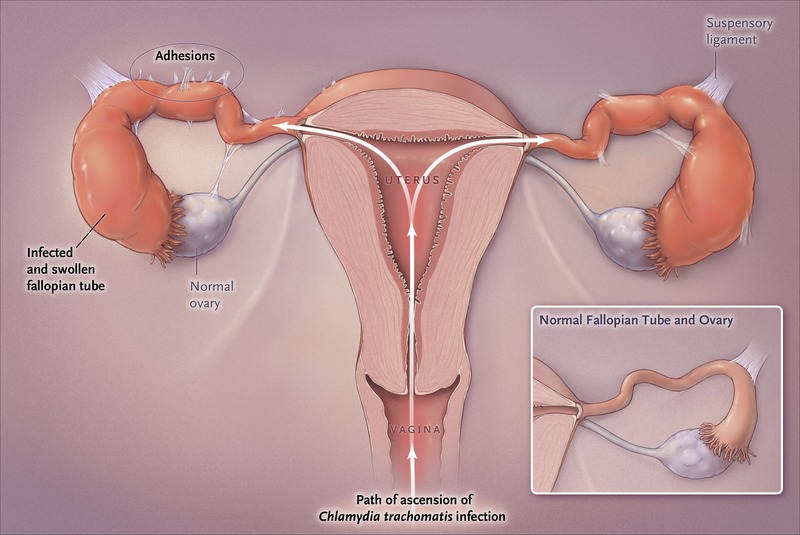 Suspensory
ligament
Adhesions
UTERUS
Infected
and swollen
fallopian tube
Normal
ovary
Normal Fallopian Tube and Ovary
VAGINA
Path of ascension of
Chlamydia trachomatis infection